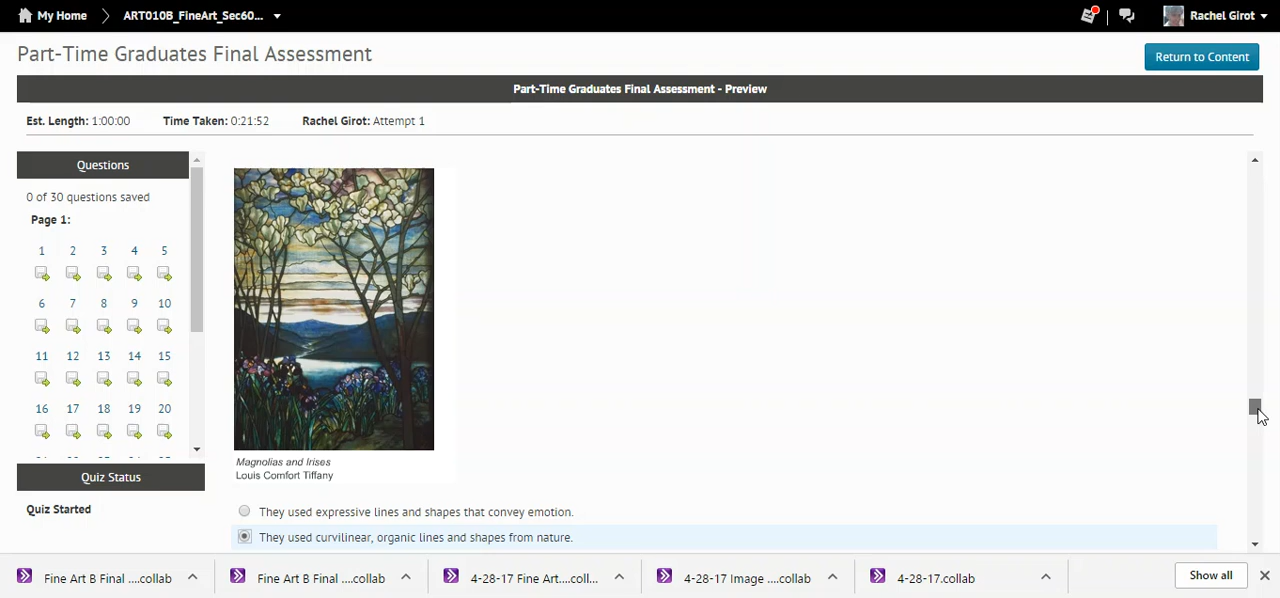 My Home
ART010B_FineArt_Sec60...
Rachel Girot
Part-Time Graduates Final Assessment
Return to Content
Part-Time Graduates Final Assessment - Preview
Est. Length: 1:00:00 Time Taken: 0:21:52 Rachel Girot: Attempt 1
Questions
0 of 30 questions saved
Page 1:
1 2 3 4 5
6 7 8 9 10
11 12 13 14 15
16 17 18 19 20
Quiz Status
Quiz Started
Magnolias and Irises
Louis Comfort Tiffany
They used expressive lines and shapes that convey emotion.
They used curvilinear, organic lines and shapes from nature.
Fine Art B Final ....collab
Fine Art B Final ....collab
4-28-17 Fine Art....coll...
4-28-17 Image ....collab
4-28-17.collab
Show all